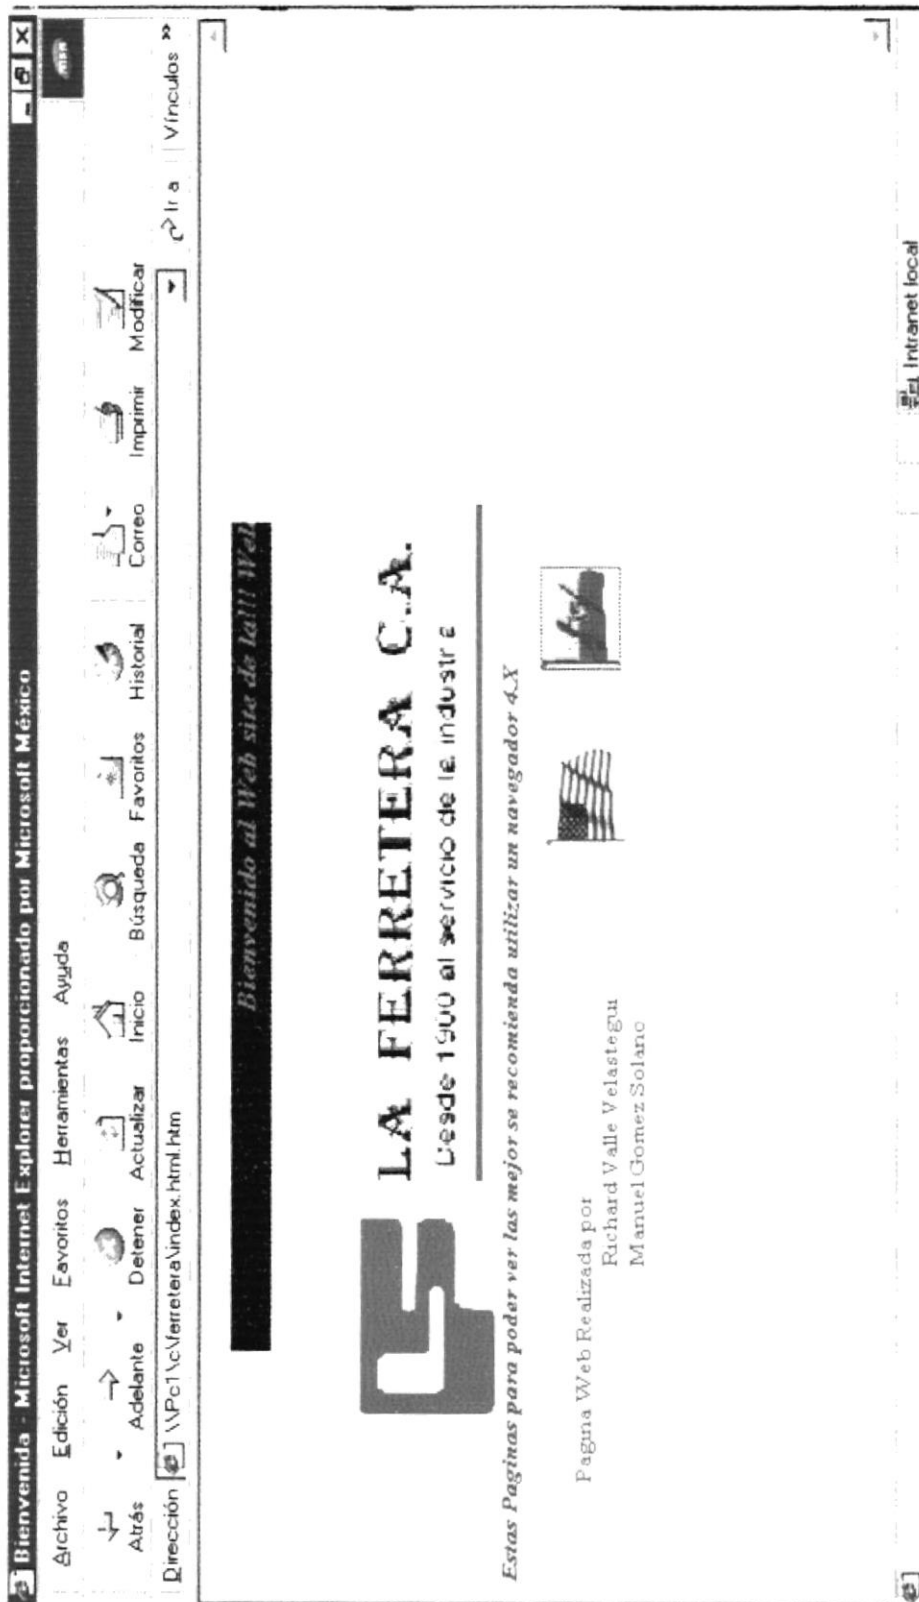 Bienvenida - Microsoft Internet Explorer proporcionado por Microsoft México
Archivo Edición Ver Favoritos Herramientas Ayuda
msn
Atrás Adelante Detener Actualizar Inicio Búsqueda Favoritos Historial Correo Imprimir Modificar
Dirección \\Pc1\c\ferretera\index.html.htm Ir a Vínculos »
Bienvenido al Web site de la!!! Web
LA FERRETERA C.A.
Desde 1900 al servicio de la industria
Estas Paginas para poder ver las mejor se recomienda utilizar un navegador 4.X
Pagina Web Realizada por
Richard Valle Velastegui
Manuel Gomez Solano
Intranet local